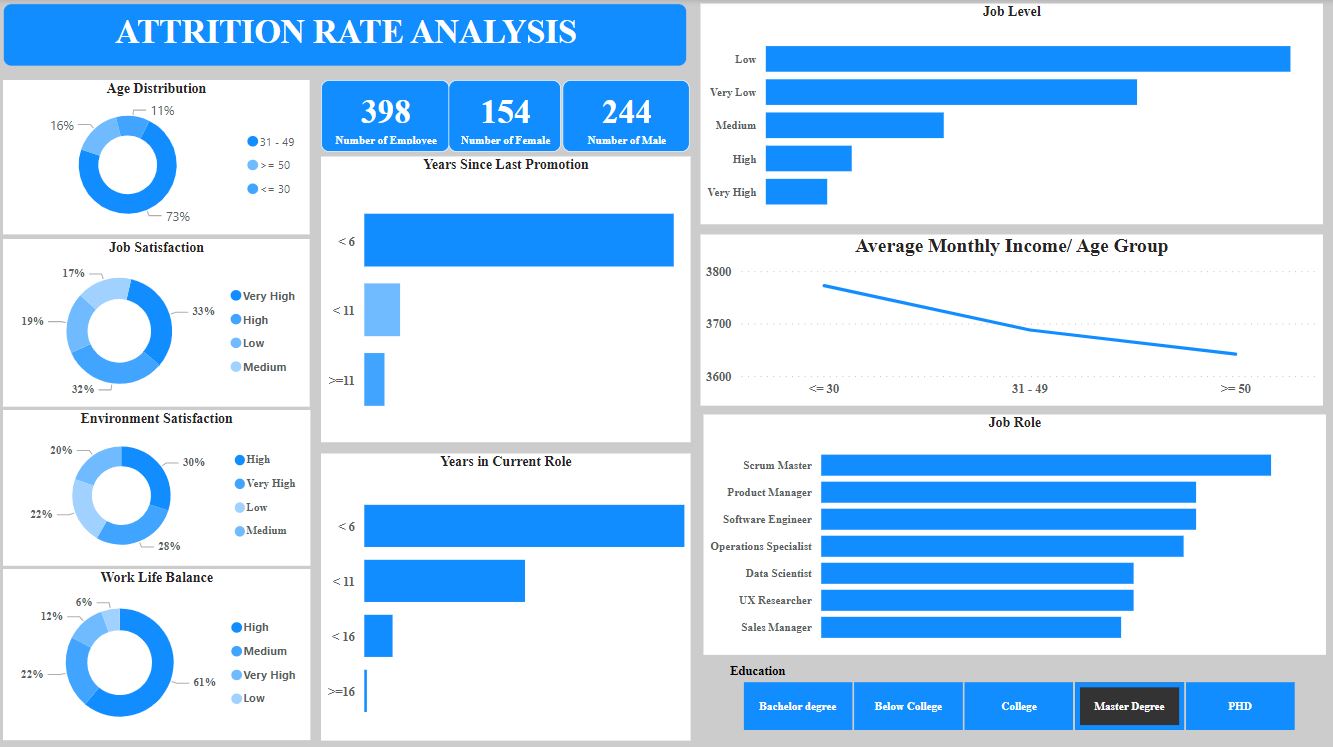 ATTRITION RATE ANALYSIS
Age Distribution
11%
16%
73%
31 - 49
>= 50
<= 30
Job Satisfaction
17%
33%
19%
32%
Very High
High
Low
Medium
Environment Satisfaction
20%
30%
22%
28%
High
Very High
Low
Medium
Work Life Balance
6%
12%
22%
61%
High
Medium
Very High
Low
398
Number of Employee
154
Number of Female
244
Number of Male
Years Since Last Promotion
< 6
< 11
>=11
Years in Current Role
< 6
< 11
< 16
>=16
Job Level
Low
Very Low
Medium
High
Very High
Average Monthly Income/ Age Group
3800
3700
3600
<= 30
31 - 49
>= 50
Job Role
Scrum Master
Product Manager
Software Engineer
Operations Specialist
Data Scientist
UX Researcher
Sales Manager
Education
Bachelor degree
Below College
College
Master Degree
PHD